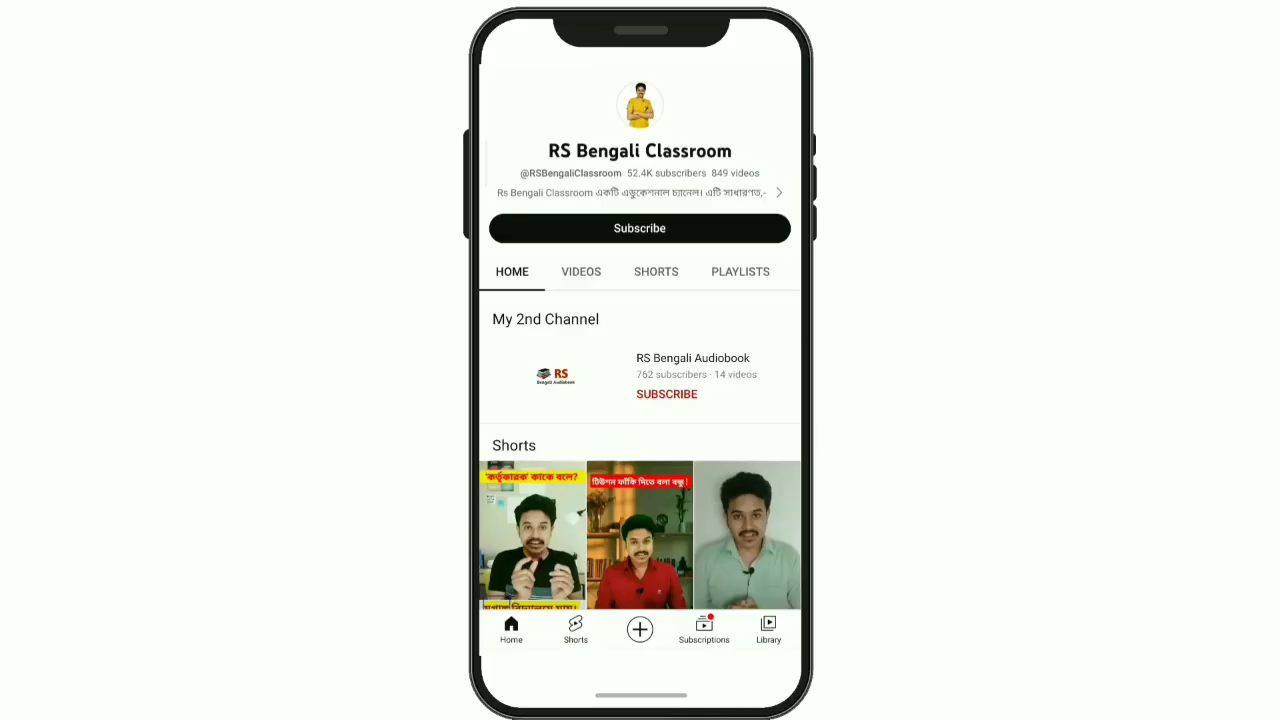 RS Bengali Classroom
@RSBengaliClassroom 52.4K subscribers 849 videos
Rs Bengali Classroom একটি এডুকেশনাল চ্যানেল। এটি সাধারণত,-
Subscribe
HOME VIDEOS SHORTS PLAYLISTS
My 2nd Channel
RS Bengali Audiobook
762 subscribers · 14 videos
SUBSCRIBE
RS
Bengali Audiobook
Shorts
'কর্তৃকারক' কাকে বলে?
টিউশন ফাঁকি দিতে বলা বন্ধু!
Home Shorts Subscriptions Library